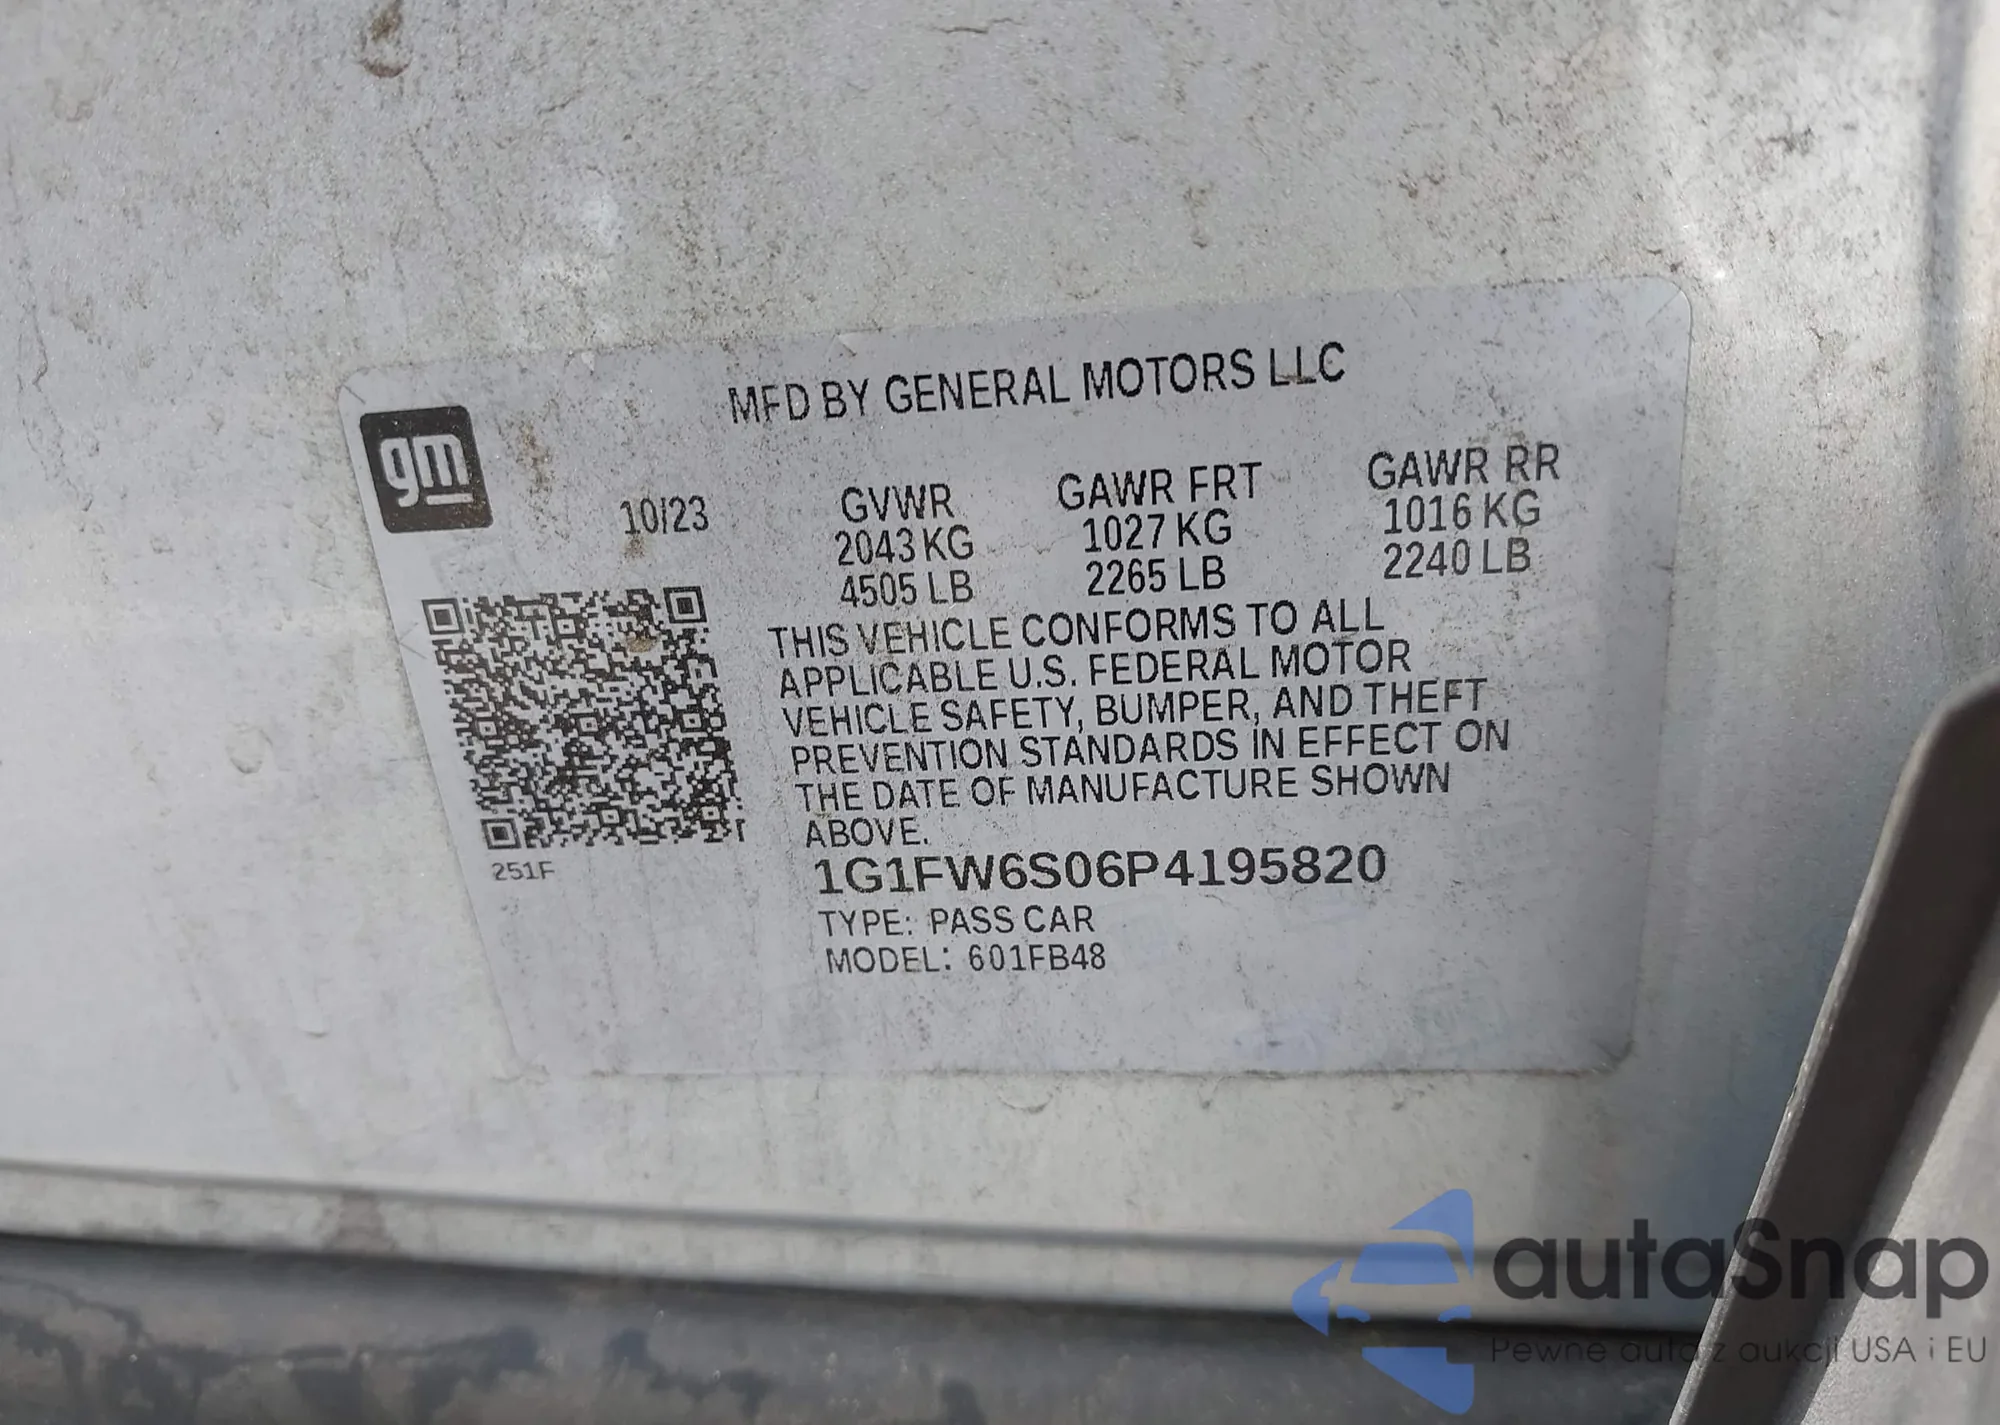 MFD BY GENERAL MOTORS LLC
gm
10/23
GVWR GAWR FRT GAWR RR
2043 KG 1027 KG 1016 KG
4505 LB 2265 LB 2240 LB
THIS VEHICLE CONFORMS TO ALL
APPLICABLE U.S. FEDERAL MOTOR
VEHICLE SAFETY, BUMPER, AND THEFT
PREVENTION STANDARDS IN EFFECT ON
THE DATE OF MANUFACTURE SHOWN
ABOVE.
251F
1G1FW6S06P4195820
TYPE: PASS CAR
MODEL: 601FB48
autaSnap
Pewne auta z aukcji USA i EU